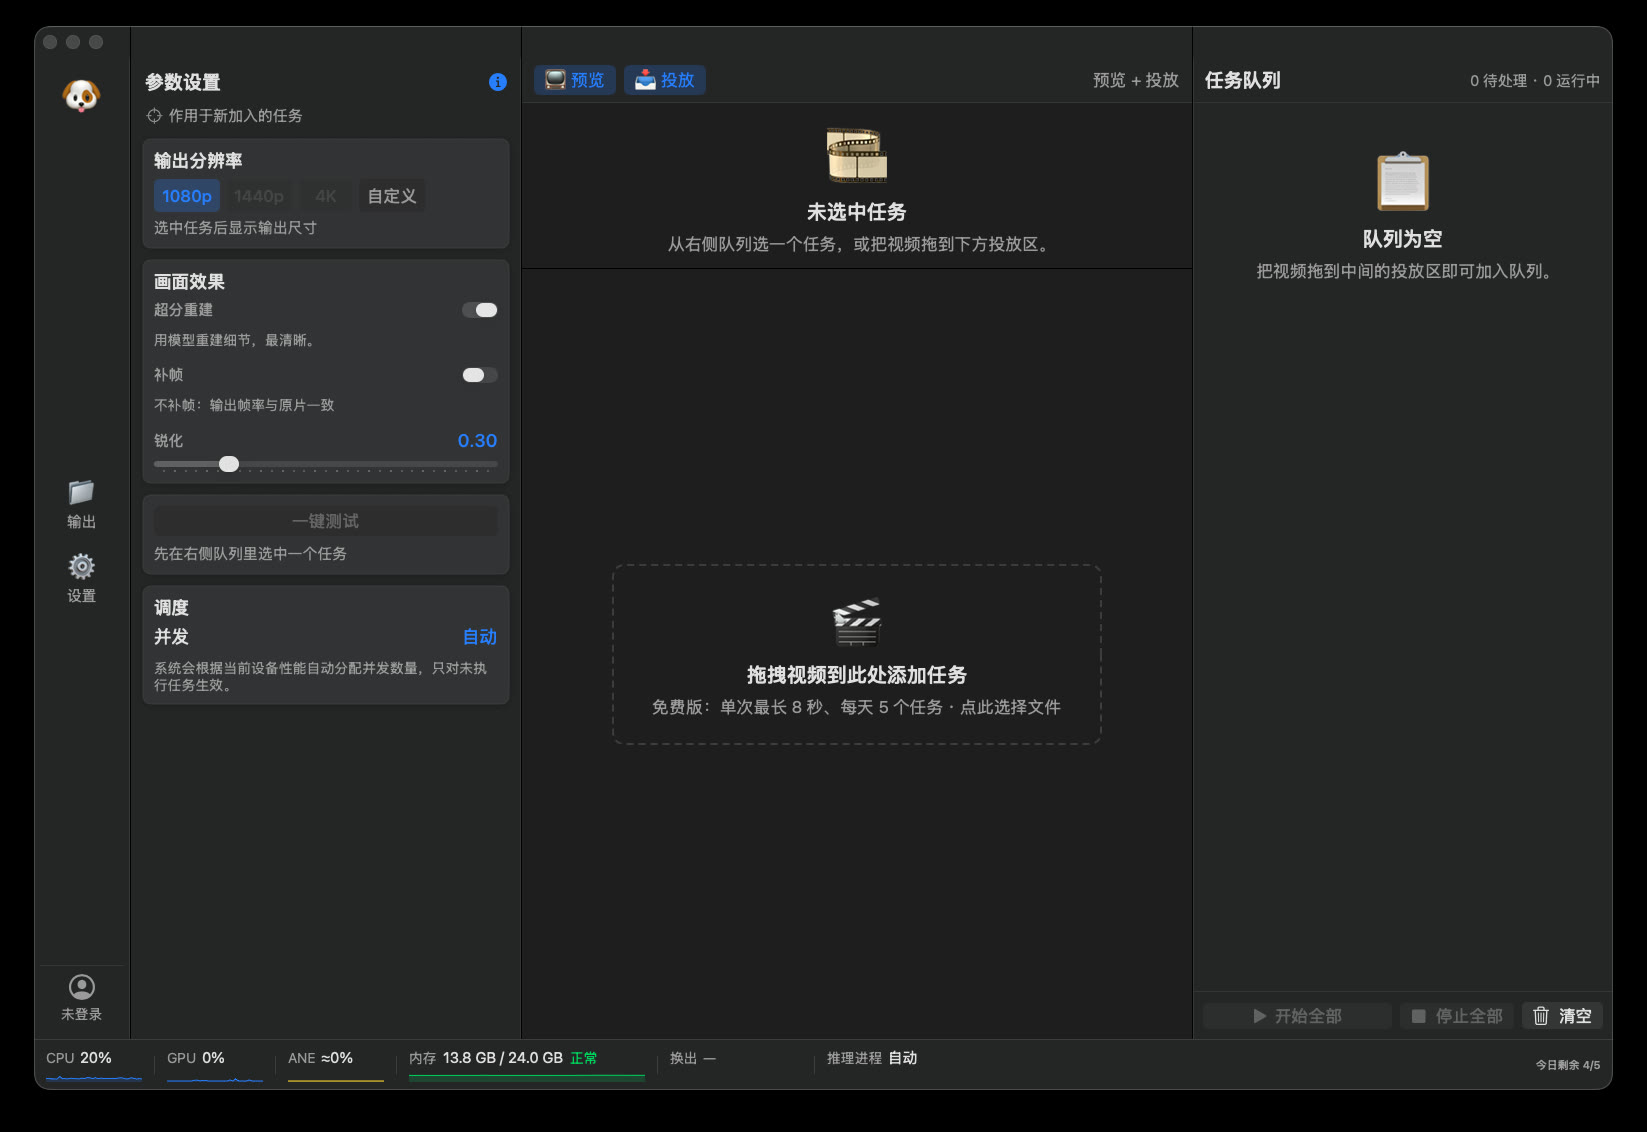 输出
设置
未登录
参数设置
作用于新加入的任务
输出分辨率
1080p 1440p 4K 自定义
选中任务后显示输出尺寸
画面效果
超分重建
用模型重建细节，最清晰。
补帧
不补帧：输出帧率与原片一致
锐化 0.30
一键测试
先在右侧队列里选中一个任务
调度
并发 自动
系统会根据当前设备性能自动分配并发数量，只对未执
行任务生效。
预览 投放 预览 + 投放
未选中任务
从右侧队列选一个任务，或把视频拖到下方投放区。
拖拽视频到此处添加任务
免费版：单次最长 8 秒、每天 5 个任务 · 点此选择文件
任务队列 0 待处理 · 0 运行中
队列为空
把视频拖到中间的投放区即可加入队列。
开始全部 停止全部 清空
CPU 20% GPU 0% ANE ≈0% 内存 13.8 GB / 24.0 GB 正常 换出 — 推理进程 自动 今日剩余 4/5